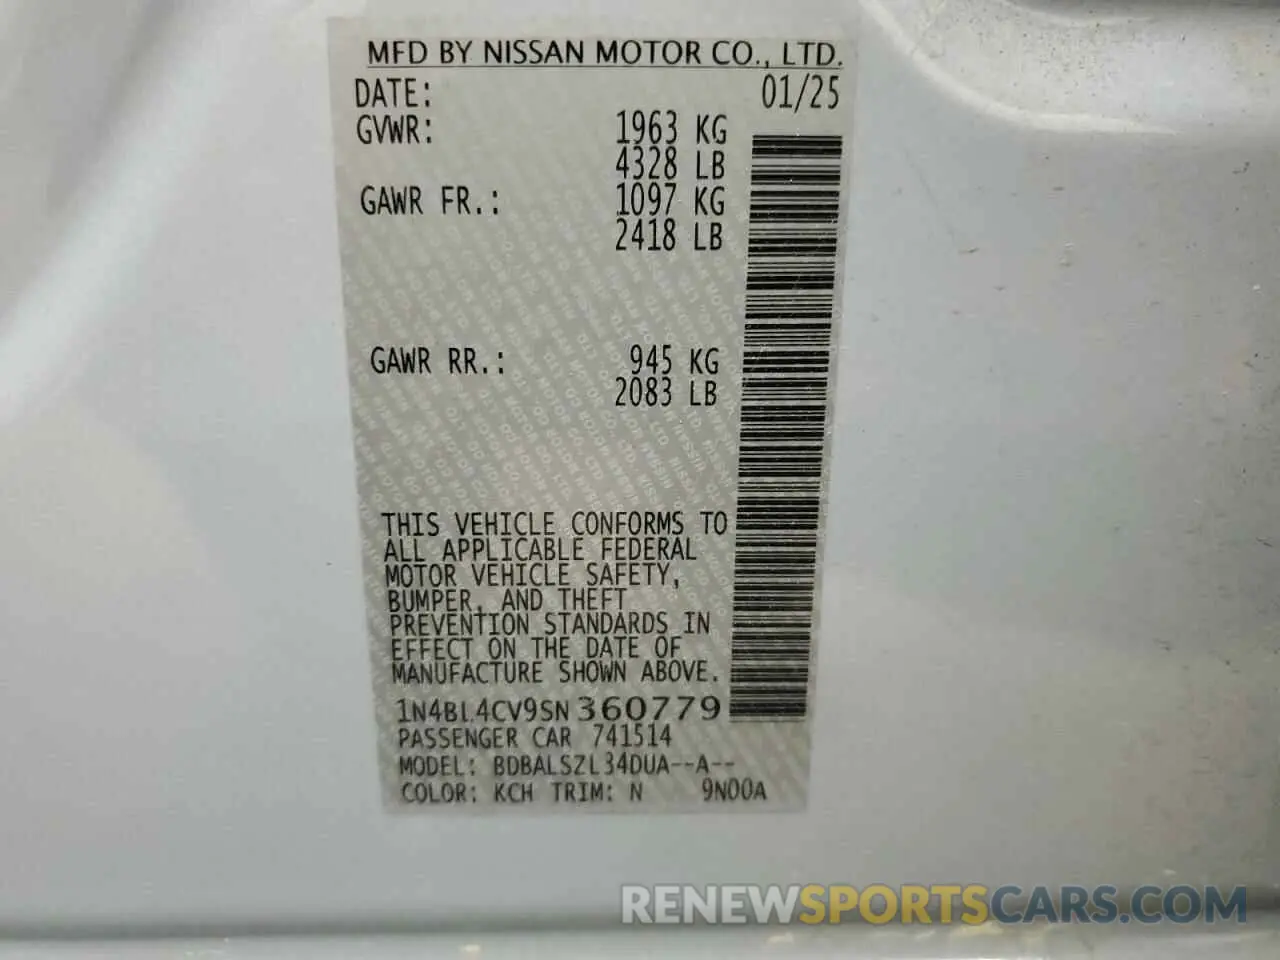 MFD BY NISSAN MOTOR CO., LTD.
DATE: 01/25
GVWR: 1963 KG
4328 LB
GAWR FR.: 1097 KG
2418 LB
GAWR RR.: 945 KG
2083 LB
THIS VEHICLE CONFORMS TO
ALL APPLICABLE FEDERAL
MOTOR VEHICLE SAFETY,
BUMPER, AND THEFT
PREVENTION STANDARDS IN
EFFECT ON THE DATE OF
MANUFACTURE SHOWN ABOVE.
1N4BL4CV9SN360779
PASSENGER CAR 741514
MODEL: BDBALSZL34DUA--A--
COLOR: KCH TRIM: N 9N00A
RENEWSPORTSCARS.COM